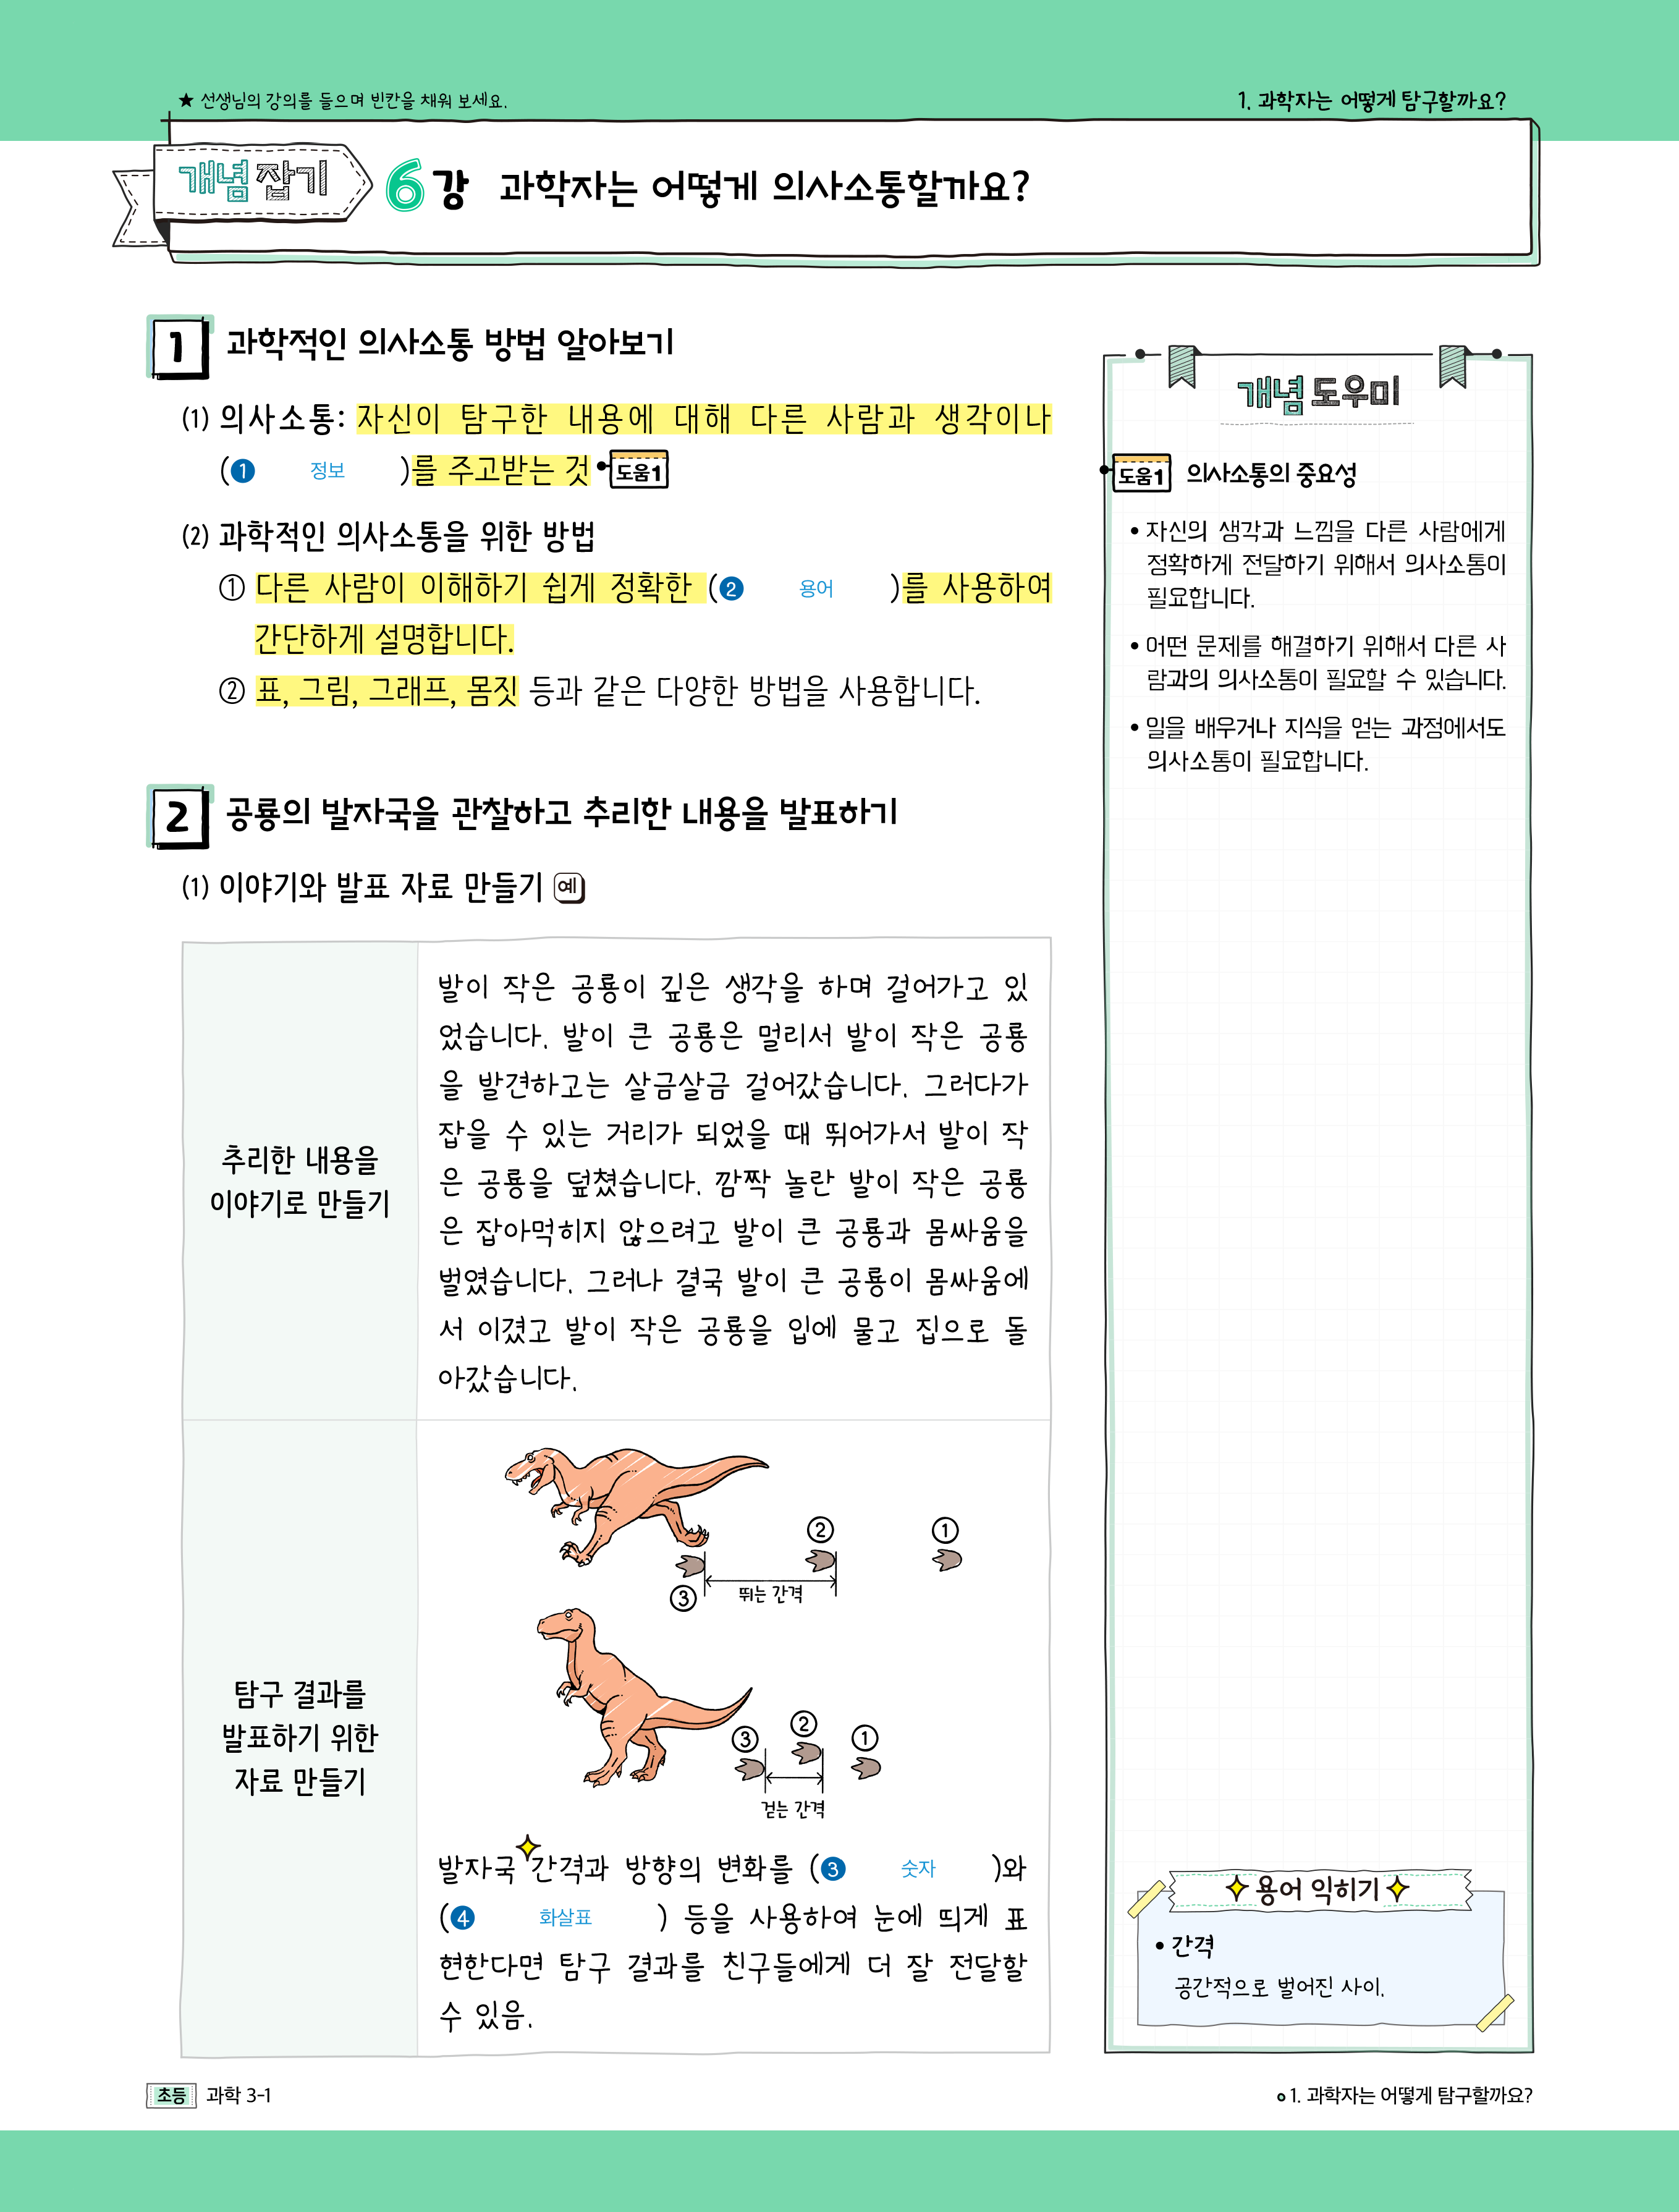 ★ 선생님의 강의를 들으며 빈칸을 채워 보세요.
1. 과학자는 어떻게 탐구할까요?
개념 잡기
6강 과학자는 어떻게 의사소통할까요?
1 과학적인 의사소통 방법 알아보기
(1) 의사소통: 자신이 탐구한 내용에 대해 다른 사람과 생각이나
(❶ 정보 )를 주고받는 것 도움1
(2) 과학적인 의사소통을 위한 방법
① 다른 사람이 이해하기 쉽게 정확한 (❷ 용어 )를 사용하여
간단하게 설명합니다.
② 표, 그림, 그래프, 몸짓 등과 같은 다양한 방법을 사용합니다.
2 공룡의 발자국을 관찰하고 추리한 내용을 발표하기
(1) 이야기와 발표 자료 만들기 예
추리한 내용을
이야기로 만들기
발이 작은 공룡이 깊은 생각을 하며 걸어가고 있
었습니다. 발이 큰 공룡은 멀리서 발이 작은 공룡
을 발견하고는 살금살금 걸어갔습니다. 그러다가
잡을 수 있는 거리가 되었을 때 뛰어가서 발이 작
은 공룡을 덮쳤습니다. 깜짝 놀란 발이 작은 공룡
은 잡아먹히지 않으려고 발이 큰 공룡과 몸싸움을
벌였습니다. 그러나 결국 발이 큰 공룡이 몸싸움에
서 이겼고 발이 작은 공룡을 입에 물고 집으로 돌
아갔습니다.
탐구 결과를
발표하기 위한
자료 만들기
② ①
③ 뛰는 간격
③ ② ①
걷는 간격
발자국 간격과 방향의 변화를 (❸ 숫자 )와
(❹ 화살표 ) 등을 사용하여 눈에 띄게 표
현한다면 탐구 결과를 친구들에게 더 잘 전달할
수 있음.
개념 도우미
도움1 의사소통의 중요성
• 자신의 생각과 느낌을 다른 사람에게
정확하게 전달하기 위해서 의사소통이
필요합니다.
• 어떤 문제를 해결하기 위해서 다른 사
람과의 의사소통이 필요할 수 있습니다.
• 일을 배우거나 지식을 얻는 과정에서도
의사소통이 필요합니다.
용어 익히기
• 간격
공간적으로 벌어진 사이.
초등 과학 3-1
1. 과학자는 어떻게 탐구할까요?